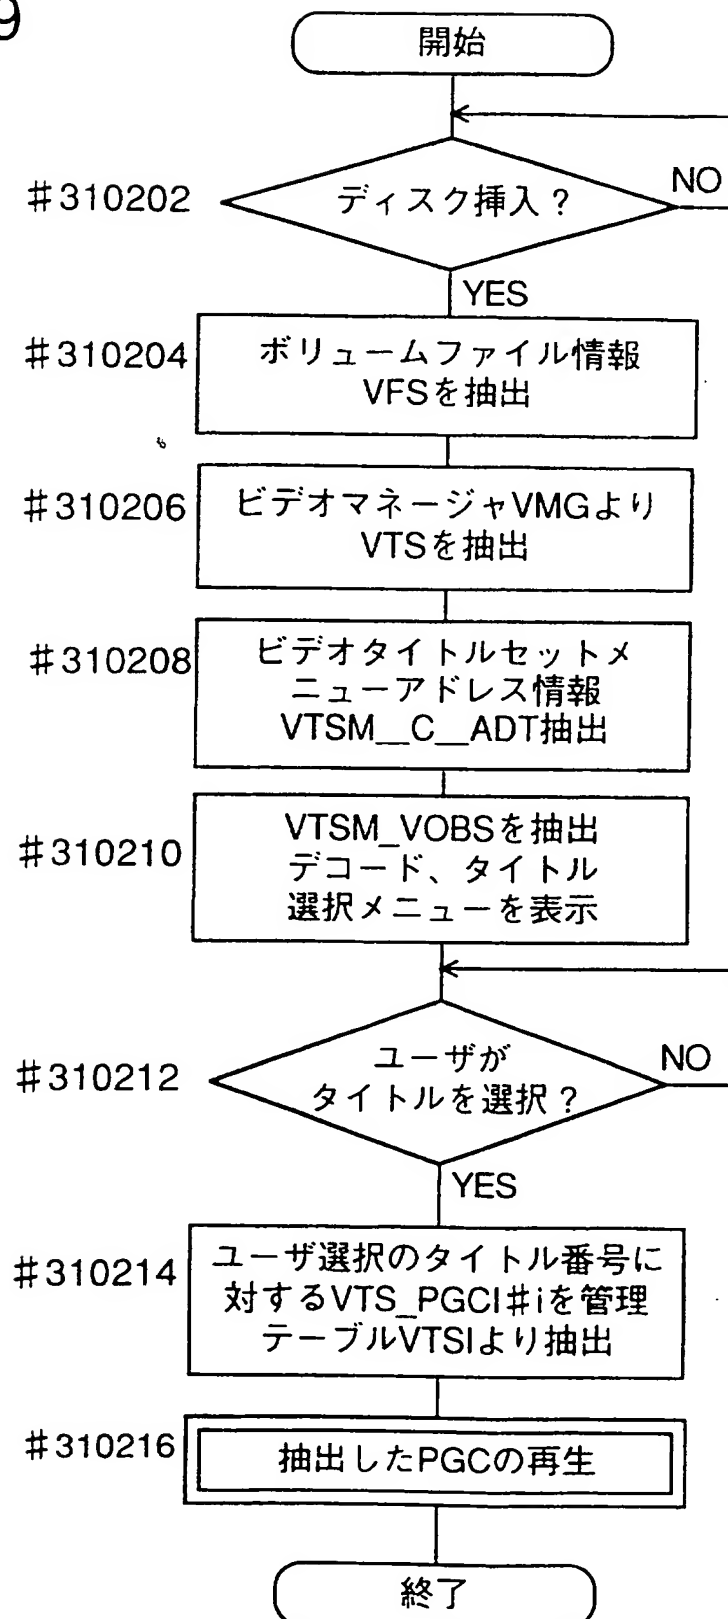 9
開始
#310202
ディスク挿入？
NO
YES
#310204
ボリュームファイル情報
VFSを抽出
#310206
ビデオマネージャVMGより
VTSを抽出
#310208
ビデオタイトルセットメ
ニューアドレス情報
VTSM__C__ADT抽出
#310210
VTSM_VOBSを抽出
デコード、タイトル
選択メニューを表示
#310212
ユーザが
タイトルを選択？
NO
YES
#310214
ユーザ選択のタイトル番号に
対するVTS_PGCI#iを管理
テーブルVTSIより抽出
#310216
抽出したPGCの再生
終了